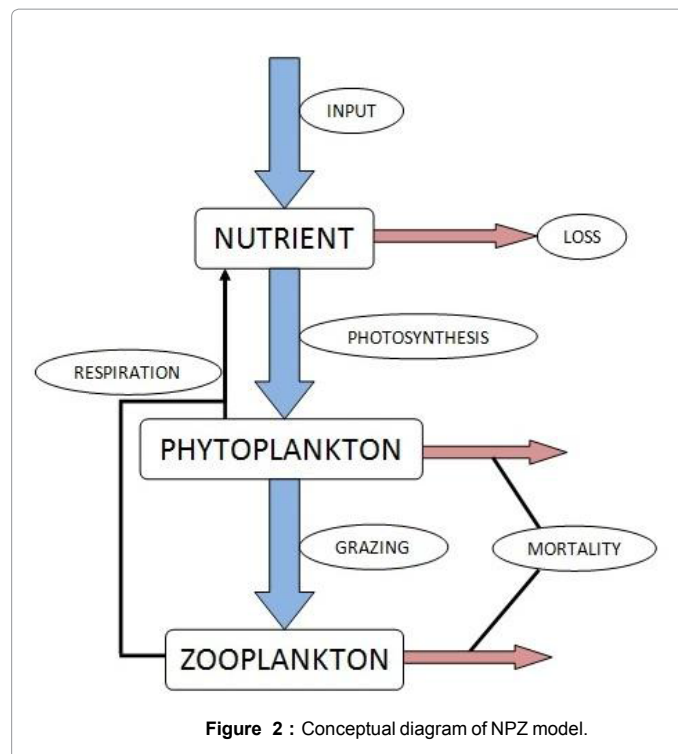 INPUT
NUTRIENT
LOSS
PHOTOSYNTHESIS
RESPIRATION
PHYTOPLANKTON
GRAZING
MORTALITY
ZOOPLANKTON
Figure 2 : Conceptual diagram of NPZ model.